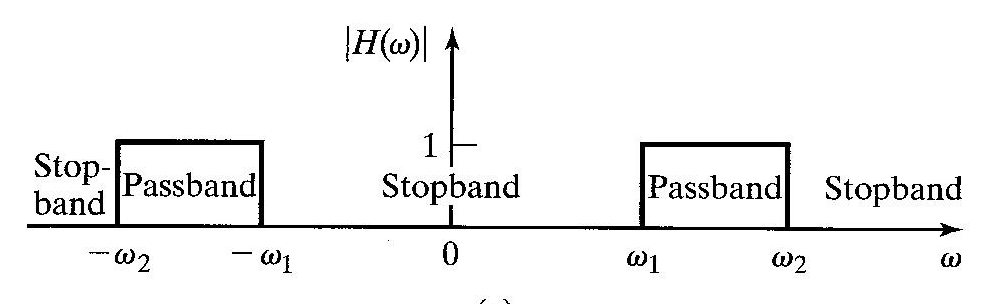 |H(ω)|
1
Stop-
band
Passband
Stopband
Passband
Stopband
−ω₂
−ω₁
0
ω₁
ω₂
ω